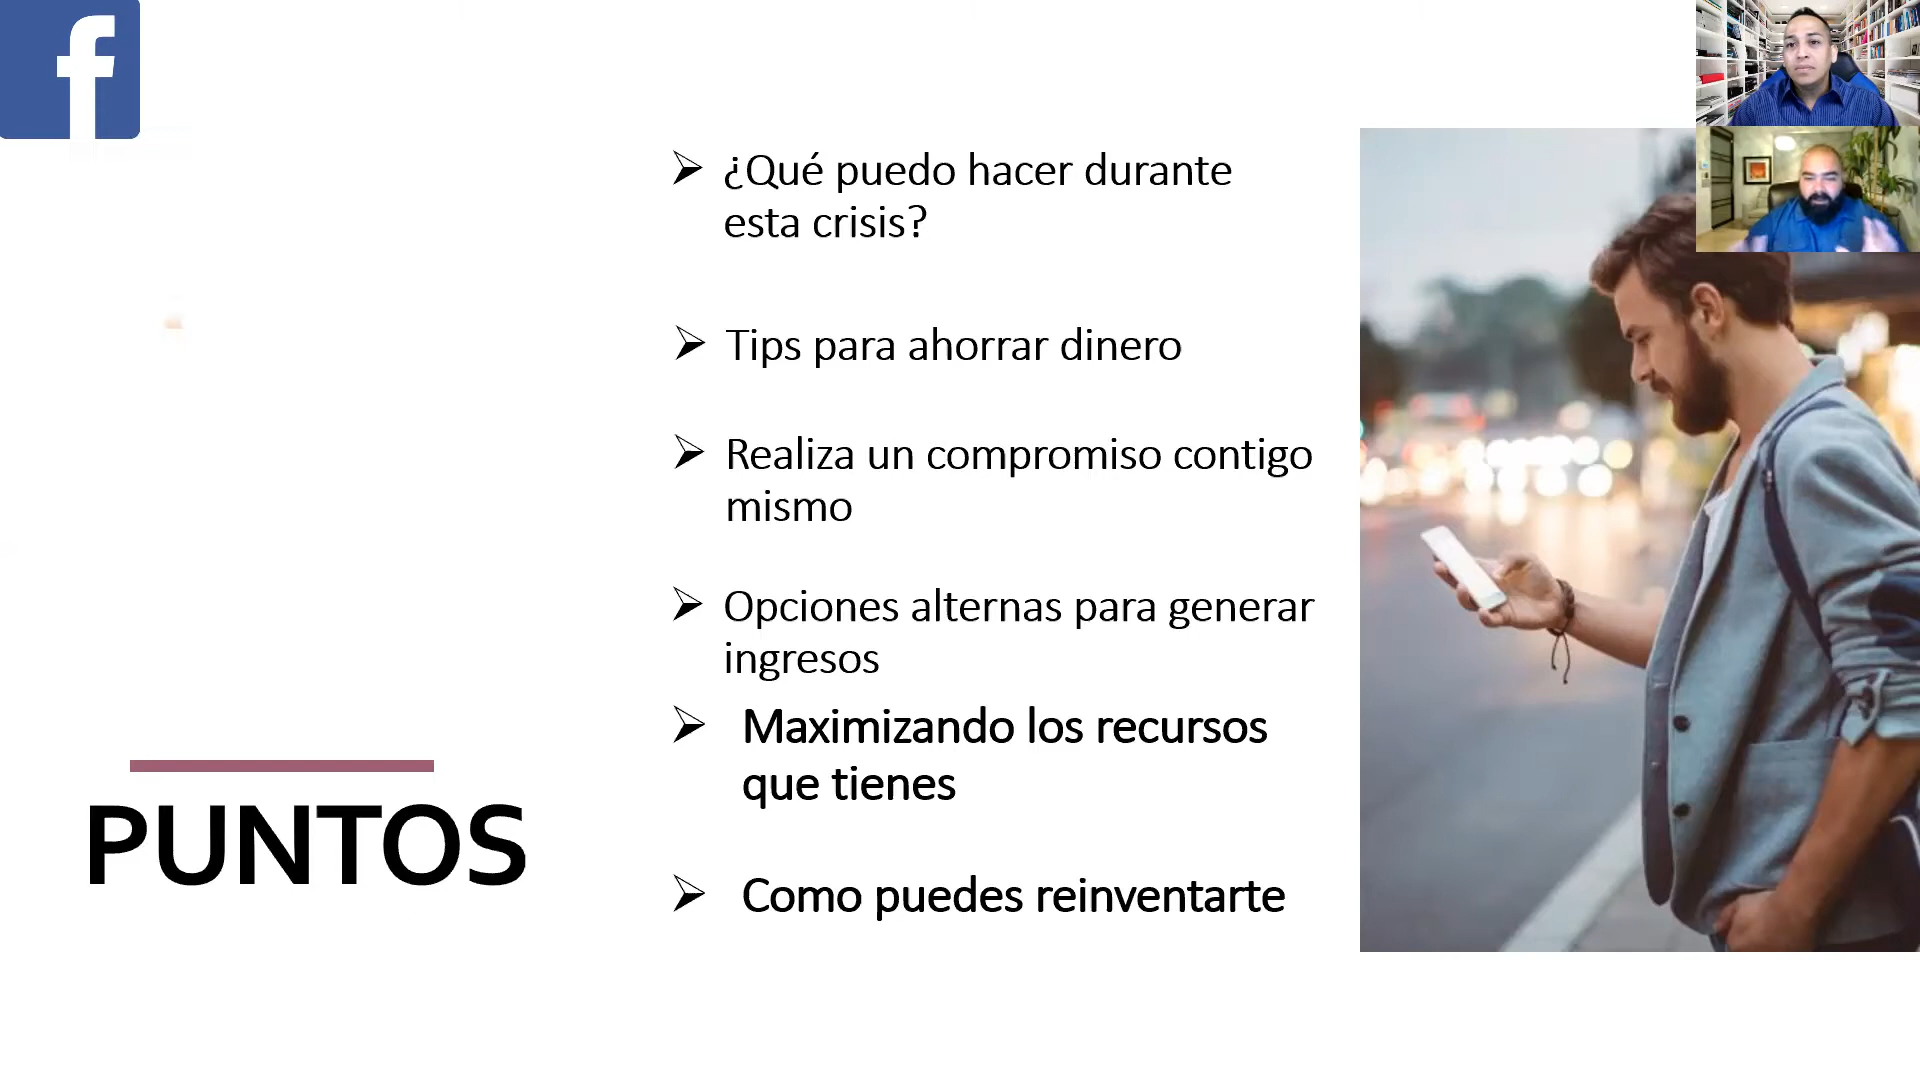 f
¿Qué puedo hacer durante
esta crisis?
Tips para ahorrar dinero
Realiza un compromiso contigo
mismo
Opciones alternas para generar
ingresos
Maximizando los recursos
que tienes
Como puedes reinventarte
PUNTOS